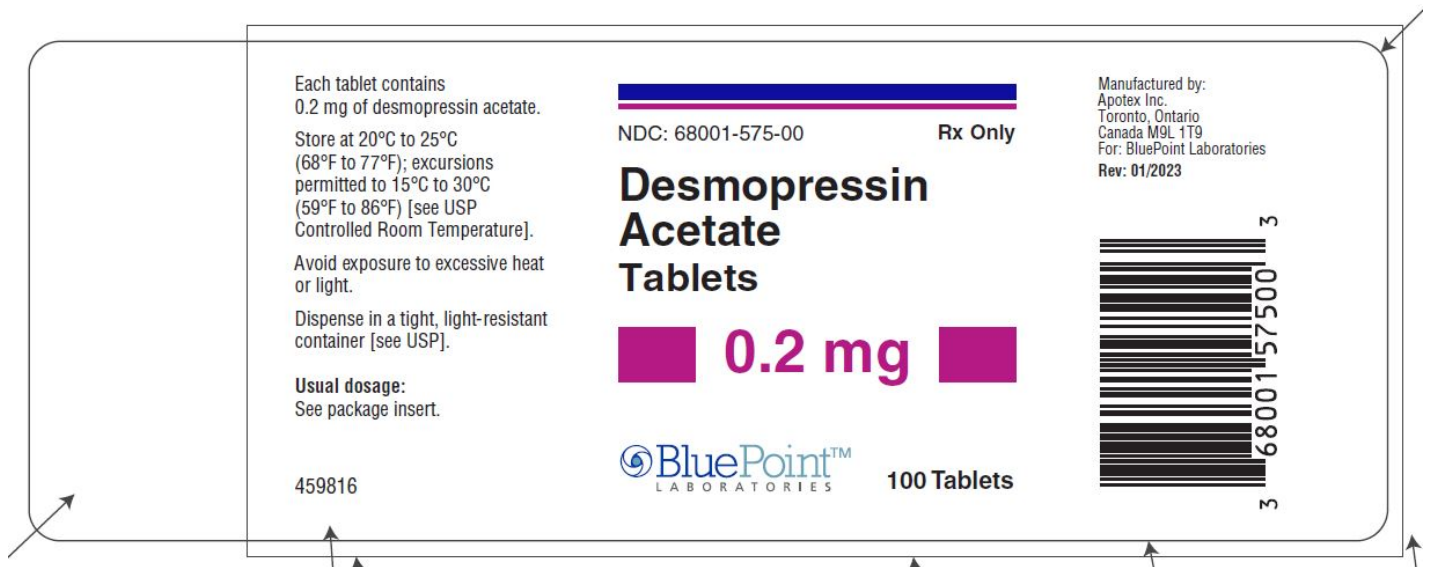 Each tablet contains
0.2 mg of desmopressin acetate.
Store at 20°C to 25°C
(68°F to 77°F); excursions
permitted to 15°C to 30°C
(59°F to 86°F) [see USP
Controlled Room Temperature].
Avoid exposure to excessive heat
or light.
Dispense in a tight, light-resistant
container [see USP].
Usual dosage:
See package insert.
459816
NDC: 68001-575-00 Rx Only
Desmopressin
Acetate
Tablets
0.2 mg
BluePoint™
LABORATORIES
100 Tablets
Manufactured by:
Apotex Inc.
Toronto, Ontario
Canada M9L 1T9
For: BluePoint Laboratories
Rev: 01/2023
3 68001 57500 3